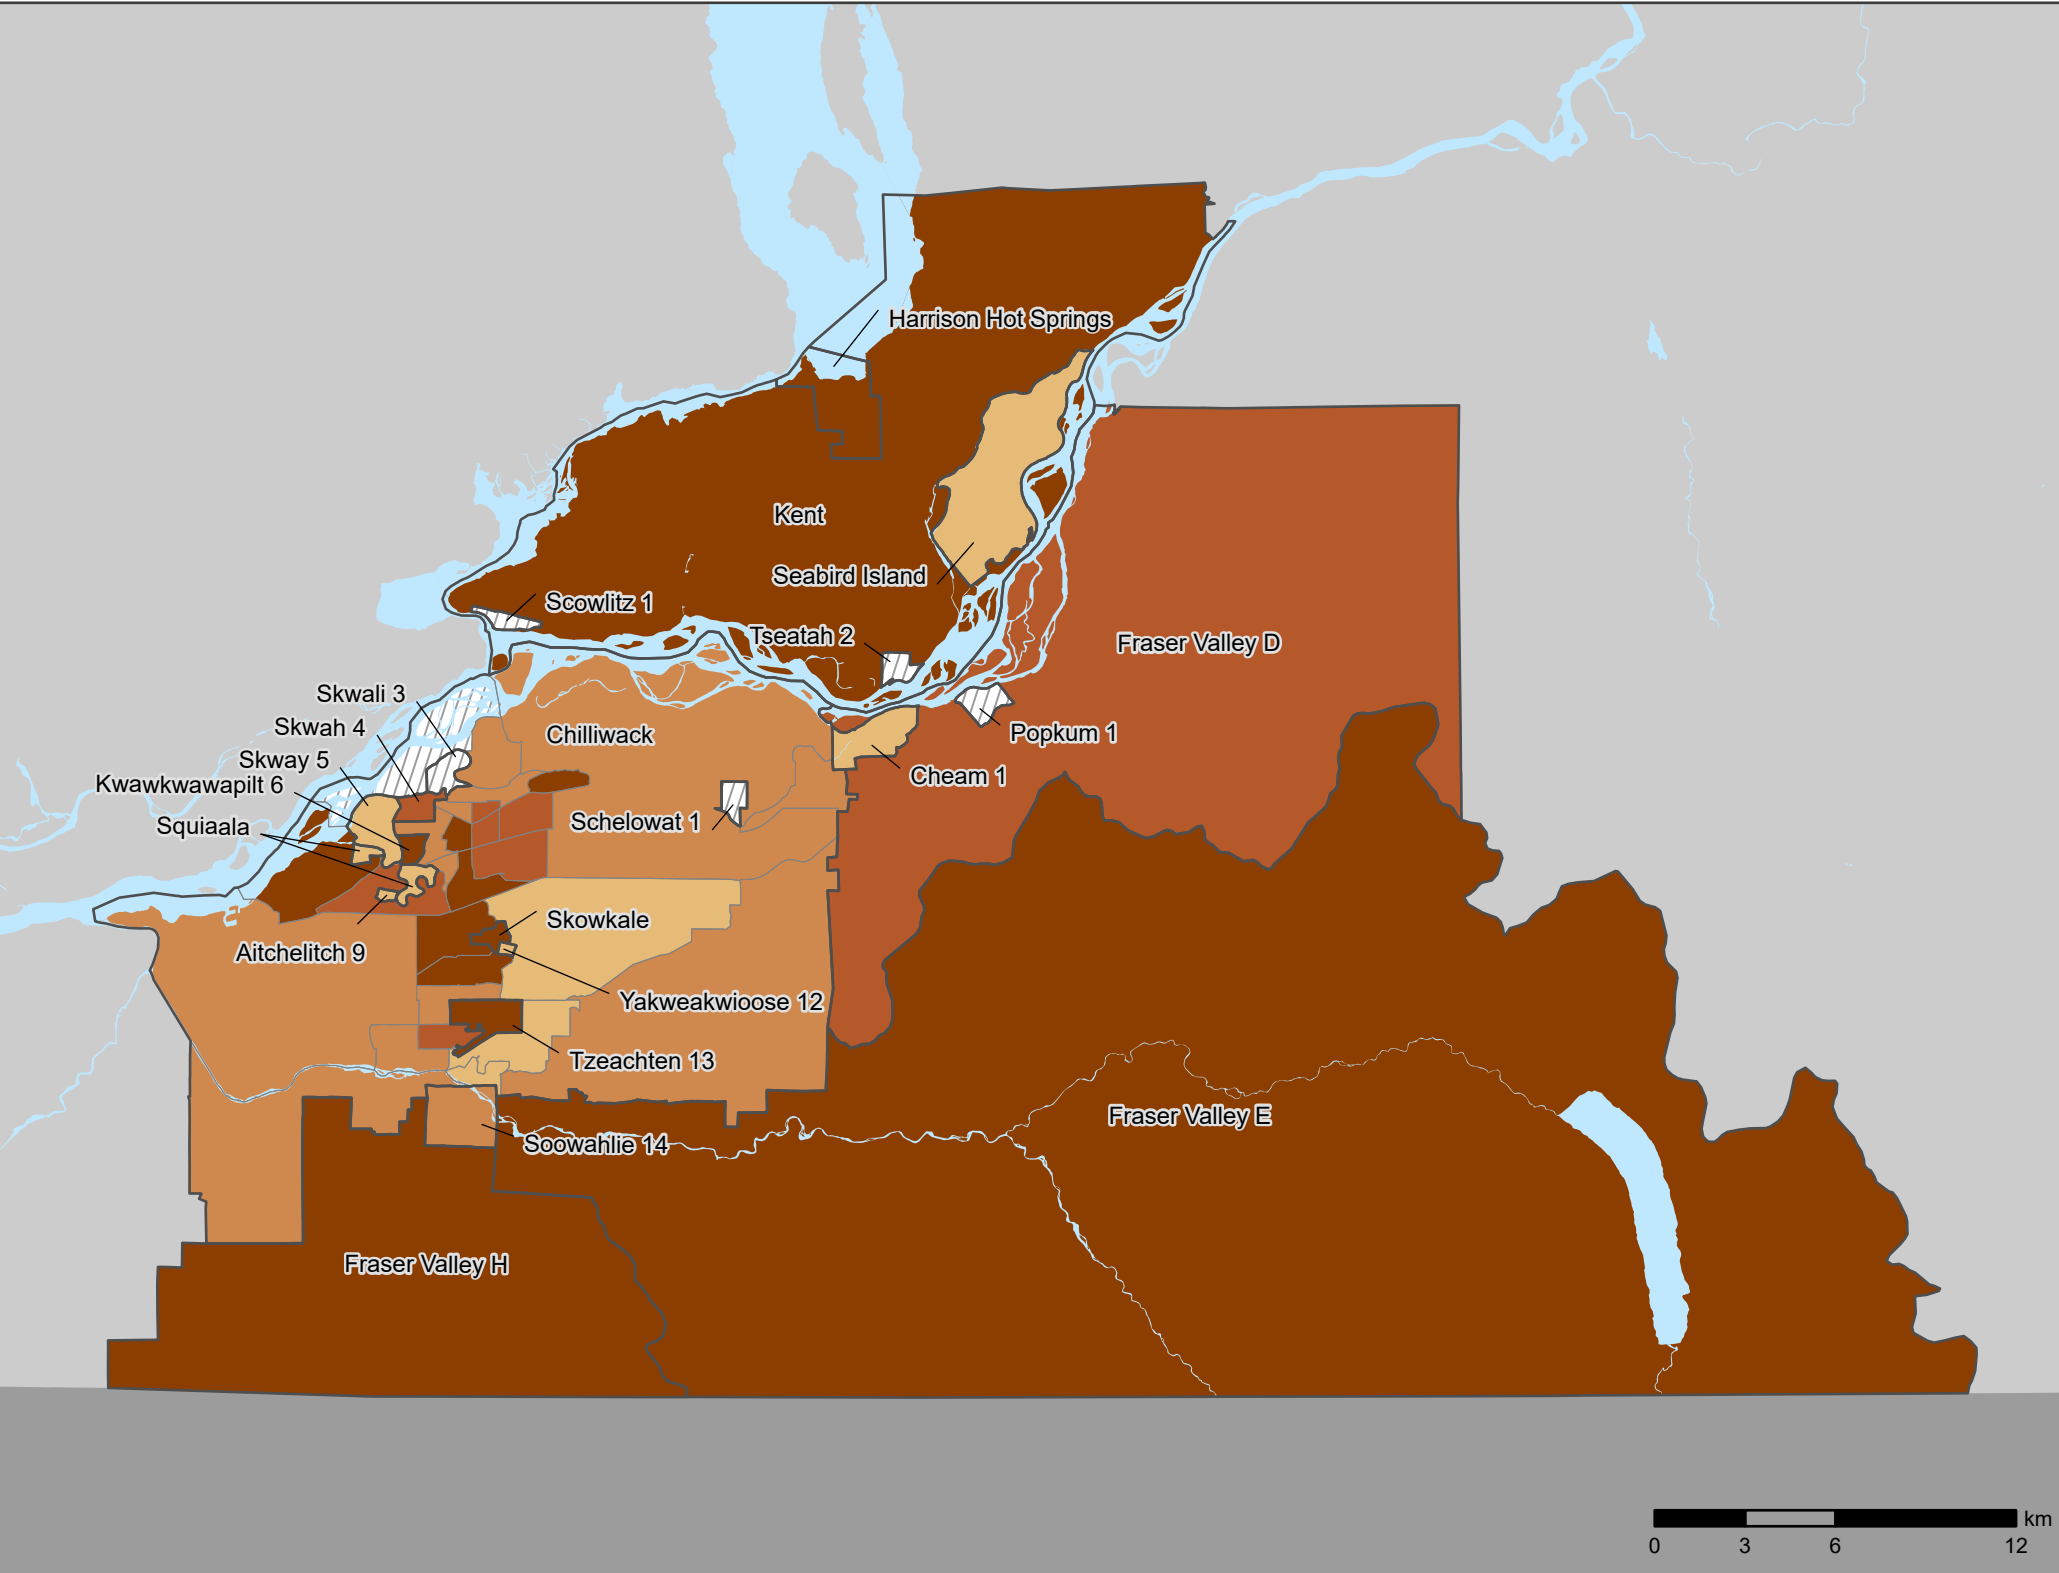 Harrison Hot Springs
Kent
Seabird Island
Scowlitz 1
Tseatah 2
Fraser Valley D
Skwali 3
Skwah 4
Chilliwack
Popkum 1
Skway 5
Cheam 1
Kwawkwawapilt 6
Squiaala
Schelowat 1
Skowkale
Aitchelitch 9
Yakweakwioose 12
Tzeachten 13
Fraser Valley E
Soowahlie 14
Fraser Valley H
km
0 3 6 12